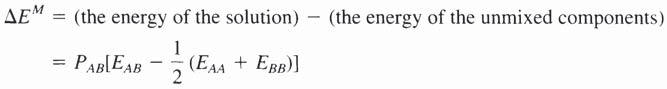 ΔE^M = (the energy of the solution) − (the energy of the unmixed components)
= P_AB[E_AB − 1/2 (E_AA + E_BB)]